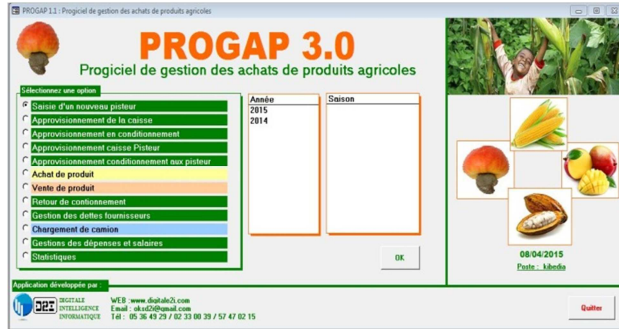 PROGAP 1.1 : Progiciel de gestion des achats de produits agricoles
PROGAP 3.0
Progiciel de gestion des achats de produits agricoles
Sélectionnez une option
Saisie d'un nouveau pisteur
Approvisionnement de la caisse
Approvisionnement en conditionnement
Approvisionnement caisse Pisteur
Approvisionnement conditionnement aux pisteur
Achat de produit
Vente de produit
Retour de contionnement
Gestion des dettes fournisseurs
Chargement de camion
Gestions des dépenses et salaires
Statistiques
Année
2015
2014
Saison
OK
08/04/2015
Poste : kibedia
Application développée par :
D2I
DIGITALE
INTELLIGENCE
INFORMATIQUE
WEB :www.digitale2i.com
Email : oksd2i@gmail.com
Tél : 05 36 49 29 / 02 33 00 39 / 57 47 02 15
Quitter